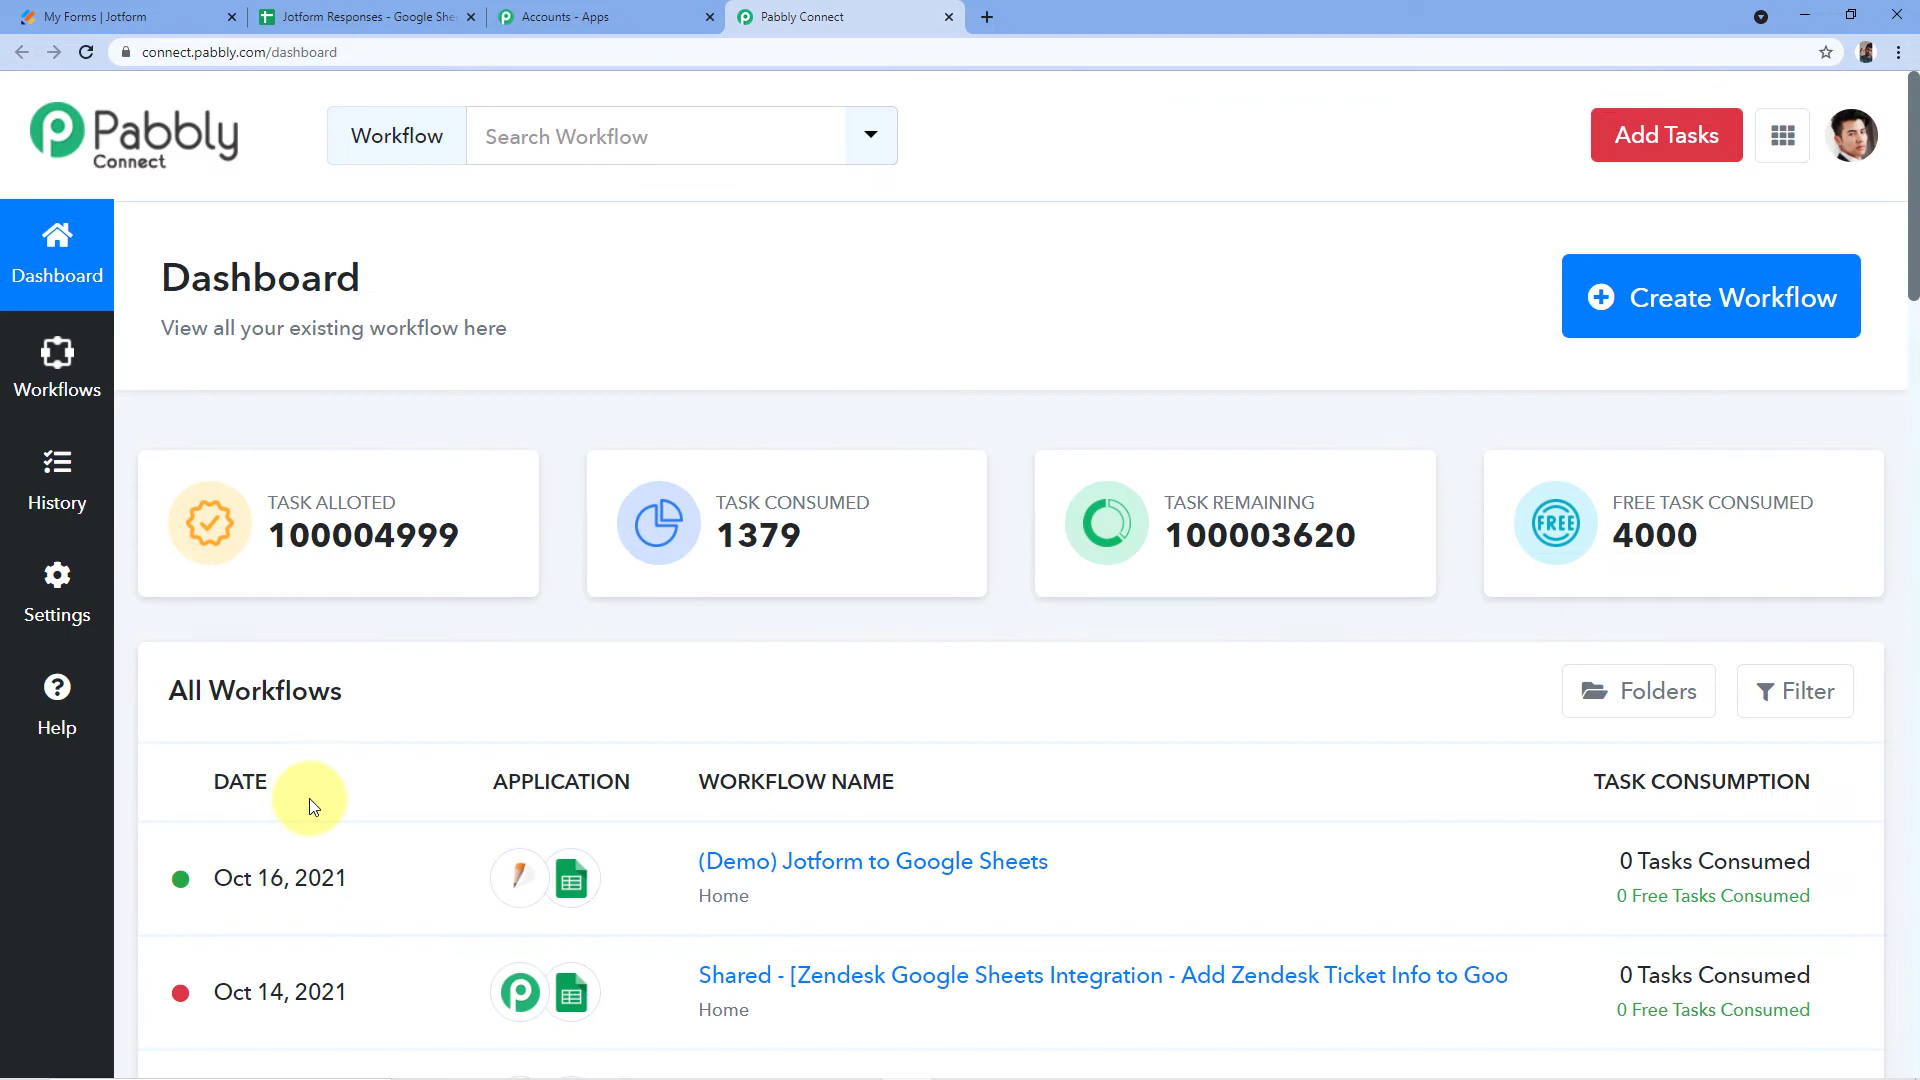 My Forms | Jotform
Jotform Responses - Google She
Accounts - Apps
Pabbly Connect
connect.pabbly.com/dashboard
Pabbly
Connect
Workflow
Search Workflow
Add Tasks
Dashboard
Workflows
History
Settings
Help
Dashboard
View all your existing workflow here
Create Workflow
TASK ALLOTED
100004999
TASK CONSUMED
1379
TASK REMAINING
100003620
FREE
FREE TASK CONSUMED
4000
All Workflows
Folders
Filter
DATE APPLICATION WORKFLOW NAME TASK CONSUMPTION
Oct 16, 2021
(Demo) Jotform to Google Sheets
Home
0 Tasks Consumed
0 Free Tasks Consumed
Oct 14, 2021
Shared - [Zendesk Google Sheets Integration - Add Zendesk Ticket Info to Goo
Home
0 Tasks Consumed
0 Free Tasks Consumed